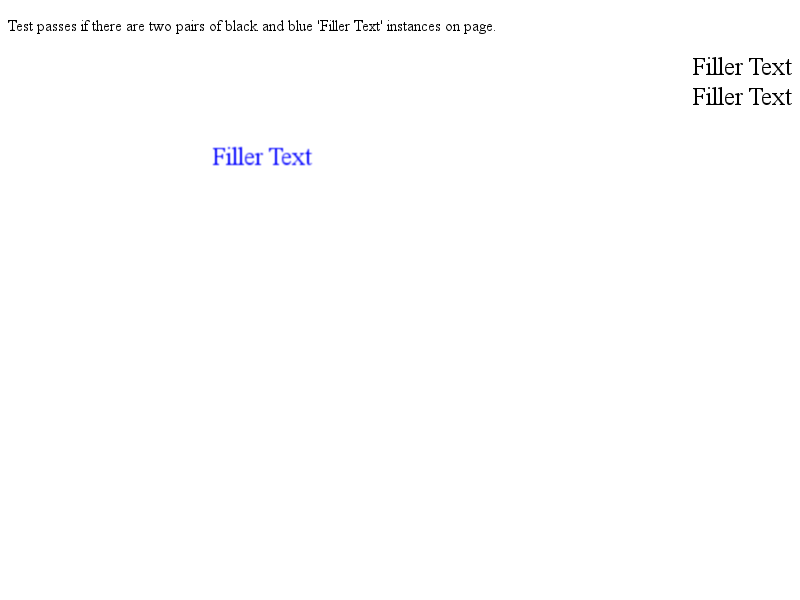 Test passes if there are two pairs of black and blue 'Filler Text' instances on page.
Filler Text
Filler Text
Filler Text